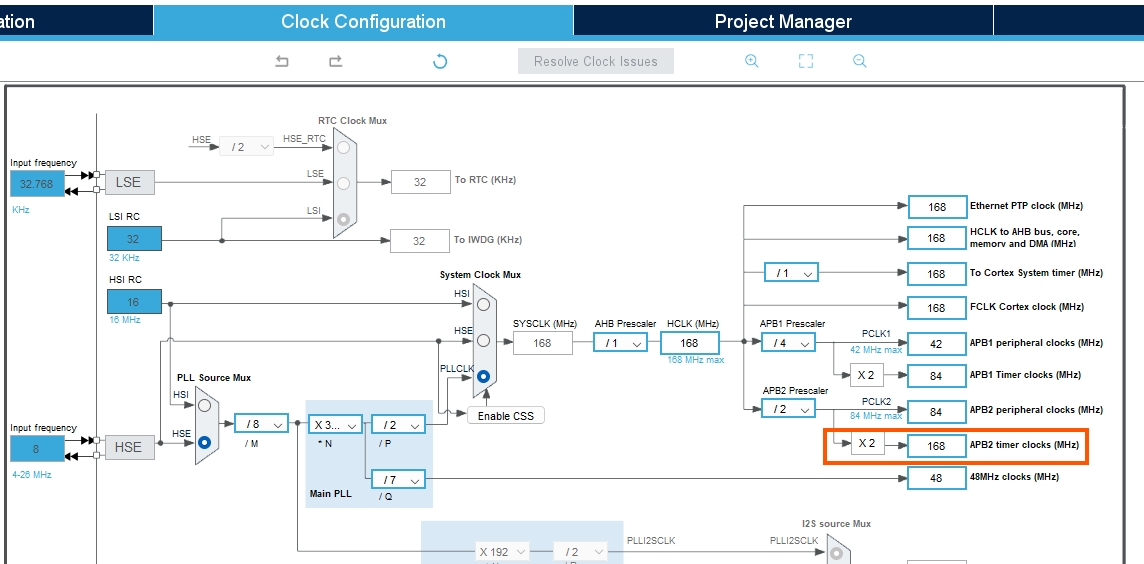 ation
Clock Configuration
Project Manager
Resolve Clock Issues
RTC Clock Mux
HSE
/ 2
HSE_RTC
Input frequency
32.768
KHz
LSE
LSE
32
To RTC (KHz)
LSI RC
LSI
32
32 KHz
32
To IWDG (KHz)
HSI RC
16
16 MHz
System Clock Mux
HSI
HSE
PLLCLK
SYSCLK (MHz)
168
AHB Prescaler
/ 1
HCLK (MHz)
168
168 MHz max
Enable CSS
PLL Source Mux
HSI
HSE
Input frequency
8
4-26 MHz
HSE
/ 8
/ M
X 3...
* N
/ 2
/ P
/ 7
/ Q
Main PLL
168
Ethernet PTP clock (MHz)
168
HCLK to AHB bus, core,
memory and DMA (MHz)
/ 1
168
To Cortex System timer (MHz)
168
FCLK Cortex clock (MHz)
APB1 Prescaler
/ 4
PCLK1
42 MHz max
42
APB1 peripheral clocks (MHz)
X 2
84
APB1 Timer clocks (MHz)
APB2 Prescaler
/ 2
PCLK2
84 MHz max
84
APB2 peripheral clocks (MHz)
X 2
168
APB2 timer clocks (MHz)
48
48MHz clocks (MHz)
I2S source Mux
X 192
/ 2
PLLI2SCLK
PLLI2SCLK